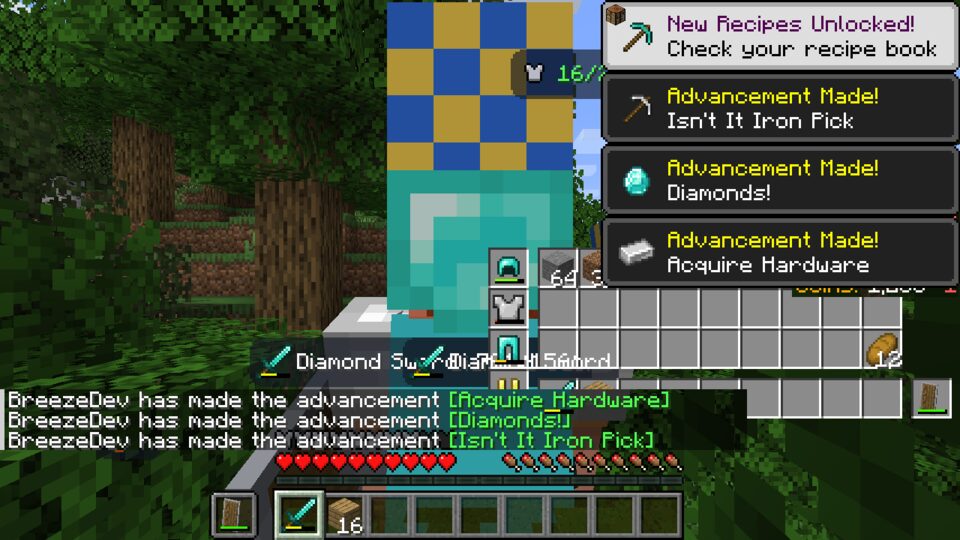 New Recipes Unlocked!
Check your recipe book
16/
Advancement Made!
Isn't It Iron Pick
Advancement Made!
Diamonds!
Advancement Made!
Acquire Hardware
64
Diamond
12
BreezeDev has made the advancement [Acquire Hardware]
BreezeDev has made the advancement [Diamonds!]
BreezeDev has made the advancement [Isn't It Iron Pick]
16